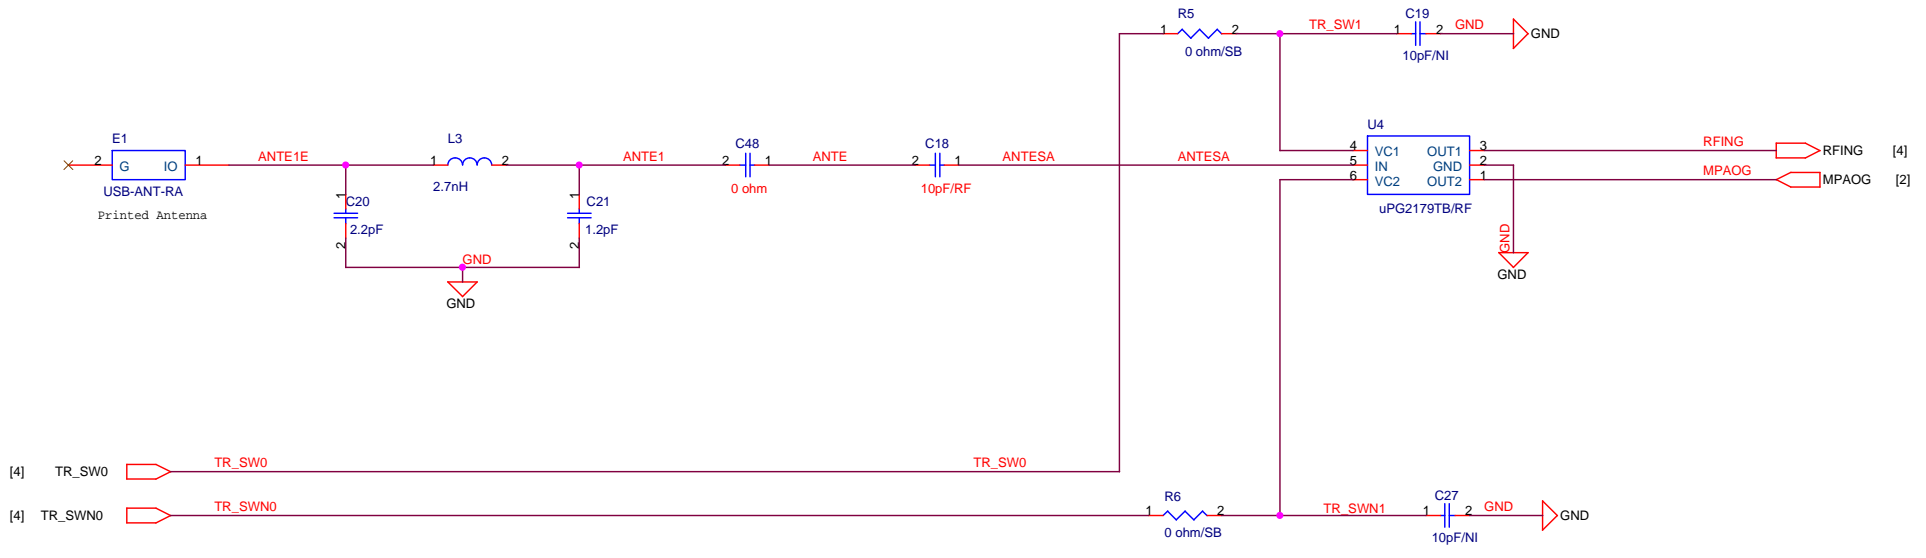 R5
1 2 TR_SW1
0 ohm/SB
C19
1 2 GND
10pF/NI
GND
E1
2 G IO 1
USB-ANT-RA
Printed Antenna
ANTE1E
L3
1 2
2.7nH
ANTE1
C48
2 1
0 ohm
ANTE
C18
2 1
10pF/RF
ANTESA
ANTESA
U4
4 VC1 OUT1 3
5 IN GND 2
6 VC2 OUT2 1
uPG2179TB/RF
RFING
RFING [4]
MPAOG
MPAOG [2]
1
C20
2.2pF
2
1
C21
1.2pF
2
GND
GND
GND
GND
[4] TR_SW0
TR_SW0
TR_SW0
[4] TR_SWN0
TR_SWN0
R6
1 2
0 ohm/SB
TR_SWN1
C27
1 2 GND
10pF/NI
GND